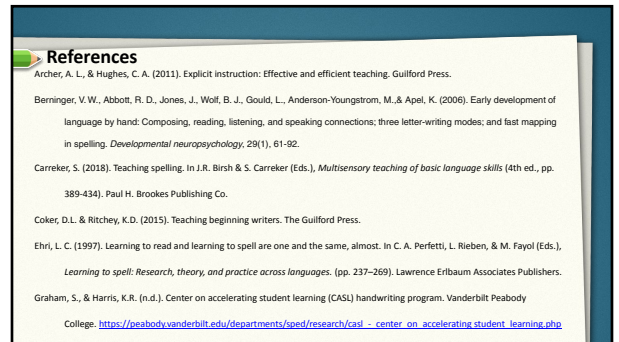 References
Archer, A. L., & Hughes, C. A. (2011). Explicit instruction: Effective and efficient teaching. Guilford Press.
Berninger, V. W., Abbott, R. D., Jones, J., Wolf, B. J., Gould, L., Anderson-Youngstrom, M.,& Apel, K. (2006). Early development of
language by hand: Composing, reading, listening, and speaking connections; three letter-writing modes; and fast mapping
in spelling. Developmental neuropsychology, 29(1), 61-92.
Carreker, S. (2018). Teaching spelling. In J.R. Birsh & S. Carreker (Eds.), Multisensory teaching of basic language skills (4th ed., pp.
389-434). Paul H. Brookes Publishing Co.
Coker, D.L. & Ritchey, K.D. (2015). Teaching beginning writers. The Guilford Press.
Ehri, L. C. (1997). Learning to read and learning to spell are one and the same, almost. In C. A. Perfetti, L. Rieben, & M. Fayol (Eds.),
Learning to spell: Research, theory, and practice across languages. (pp. 237–269). Lawrence Erlbaum Associates Publishers.
Graham, S., & Harris, K.R. (n.d.). Center on accelerating student learning (CASL) handwriting program. Vanderbilt Peabody
College. https://peabody.vanderbilt.edu/departments/sped/research/casl_-_center_on_accelerating_student_learning.php